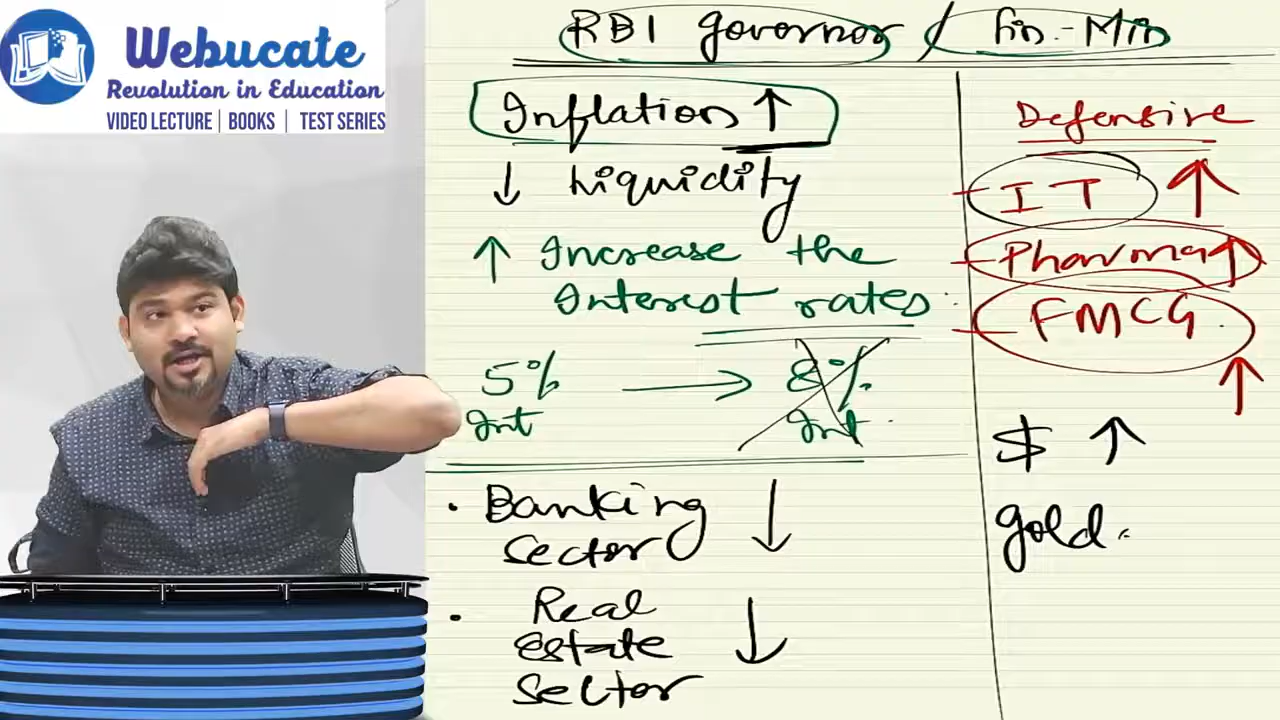 Webucate
Revolution in Education
VIDEO LECTURE | BOOKS | TEST SERIES
RBI governor / fin.-Min
Inflation ↑
↓ Liquidity
↑ Increase the
Interest rates
5% → 8%
Int Int
• Banking ↓
sector
• Real
estate ↓
sector
Defensive
- IT ↑
- Pharma ↑
- FMCG ↑
$ ↑
gold